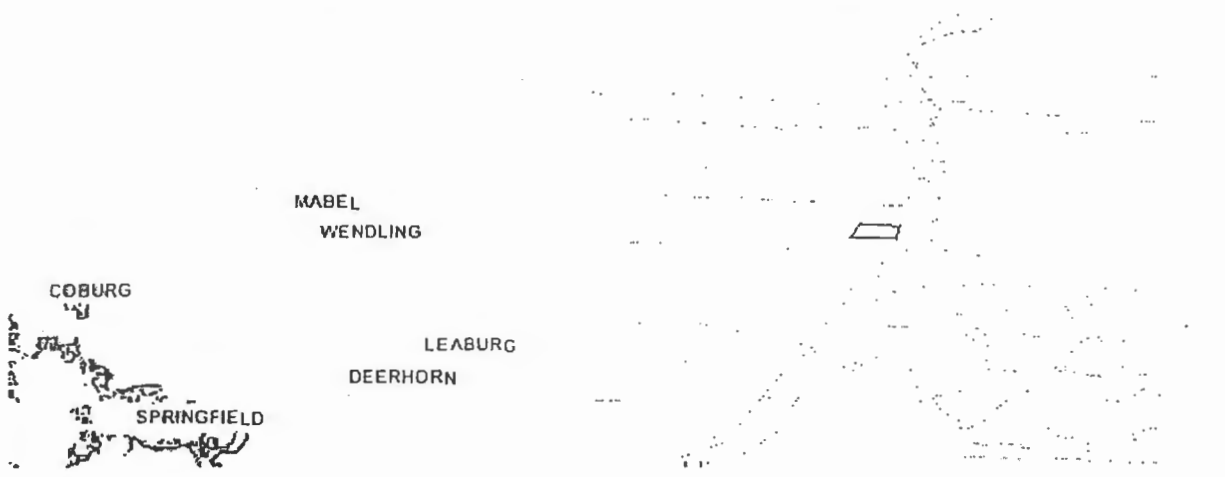 MABEL
WENDLING
COBURG
LEABURG
DEERHORN
SPRINGFIELD